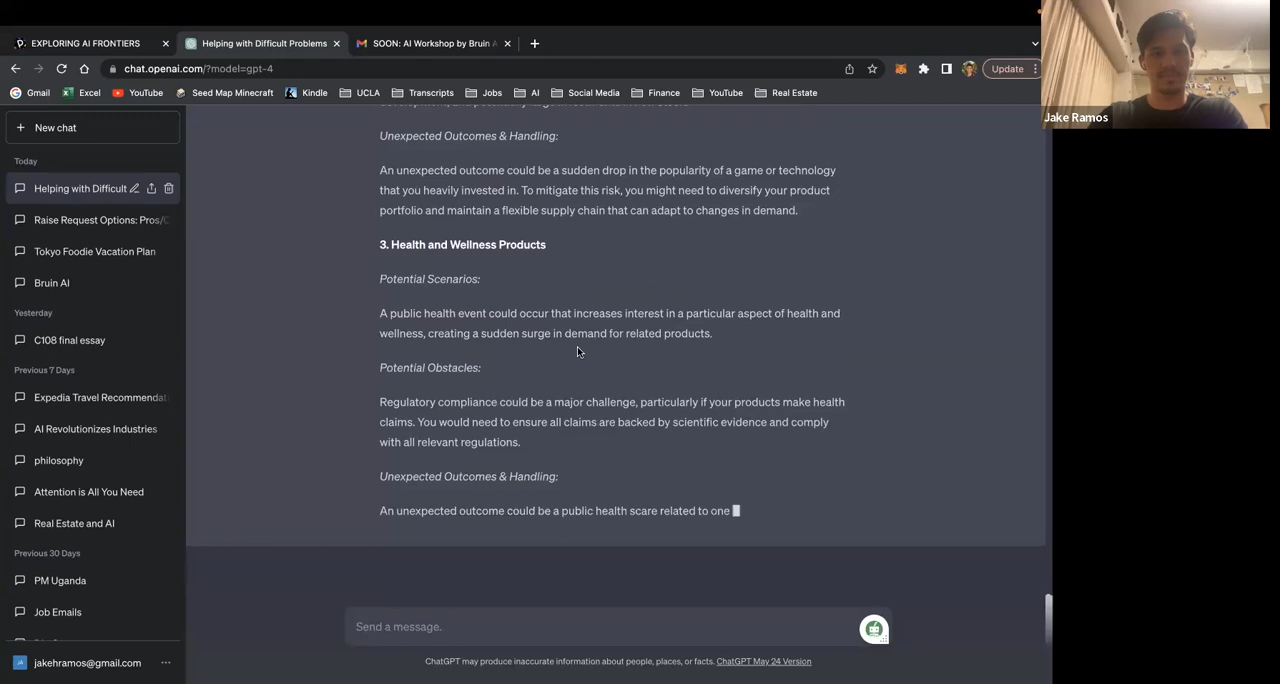 EXPLORING AI FRONTIERS
Helping with Difficult Problems
SOON: AI Workshop by Bruin A
chat.openai.com/?model=gpt-4
Update
Gmail
Excel
YouTube
Seed Map Minecraft
Kindle
UCLA
Transcripts
Jobs
AI
Social Media
Finance
YouTube
Real Estate
Jake Ramos
New chat
Today
Helping with Difficult
Raise Request Options: Pros/C
Tokyo Foodie Vacation Plan
Bruin AI
Yesterday
C108 final essay
Previous 7 Days
Expedia Travel Recommendat
AI Revolutionizes Industries
philosophy
Attention is All You Need
Real Estate and AI
Previous 30 Days
PM Uganda
Job Emails
jakehramos@gmail.com
Unexpected Outcomes & Handling:
An unexpected outcome could be a sudden drop in the popularity of a game or technology
that you heavily invested in. To mitigate this risk, you might need to diversify your product
portfolio and maintain a flexible supply chain that can adapt to changes in demand.
3. Health and Wellness Products
Potential Scenarios:
A public health event could occur that increases interest in a particular aspect of health and
wellness, creating a sudden surge in demand for related products.
Potential Obstacles:
Regulatory compliance could be a major challenge, particularly if your products make health
claims. You would need to ensure all claims are backed by scientific evidence and comply
with all relevant regulations.
Unexpected Outcomes & Handling:
An unexpected outcome could be a public health scare related to one
Send a message.
ChatGPT may produce inaccurate information about people, places, or facts. ChatGPT May 24 Version